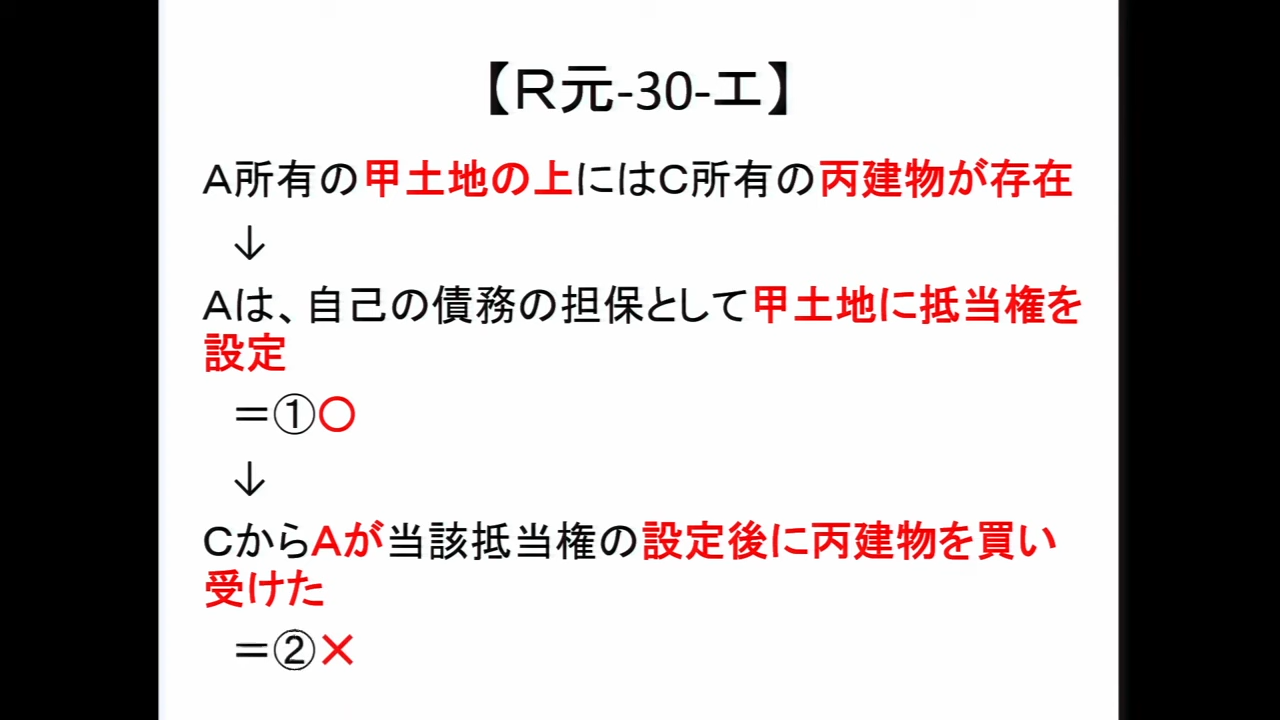 【Ｒ元-30-エ】
Ａ所有の甲土地の上にはＣ所有の丙建物が存在
↓
Ａは、自己の債務の担保として甲土地に抵当権を
設定
＝①〇
↓
ＣからＡが当該抵当権の設定後に丙建物を買い
受けた
＝②×